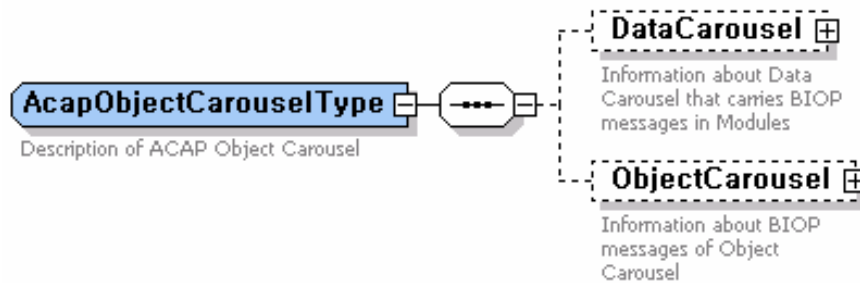 DataCarousel
Information about Data
Carousel that carries BIOP
messages in Modules
AcapObjectCarouselType
Description of ACAP Object Carousel
ObjectCarousel
Information about BIOP
messages of Object
Carousel